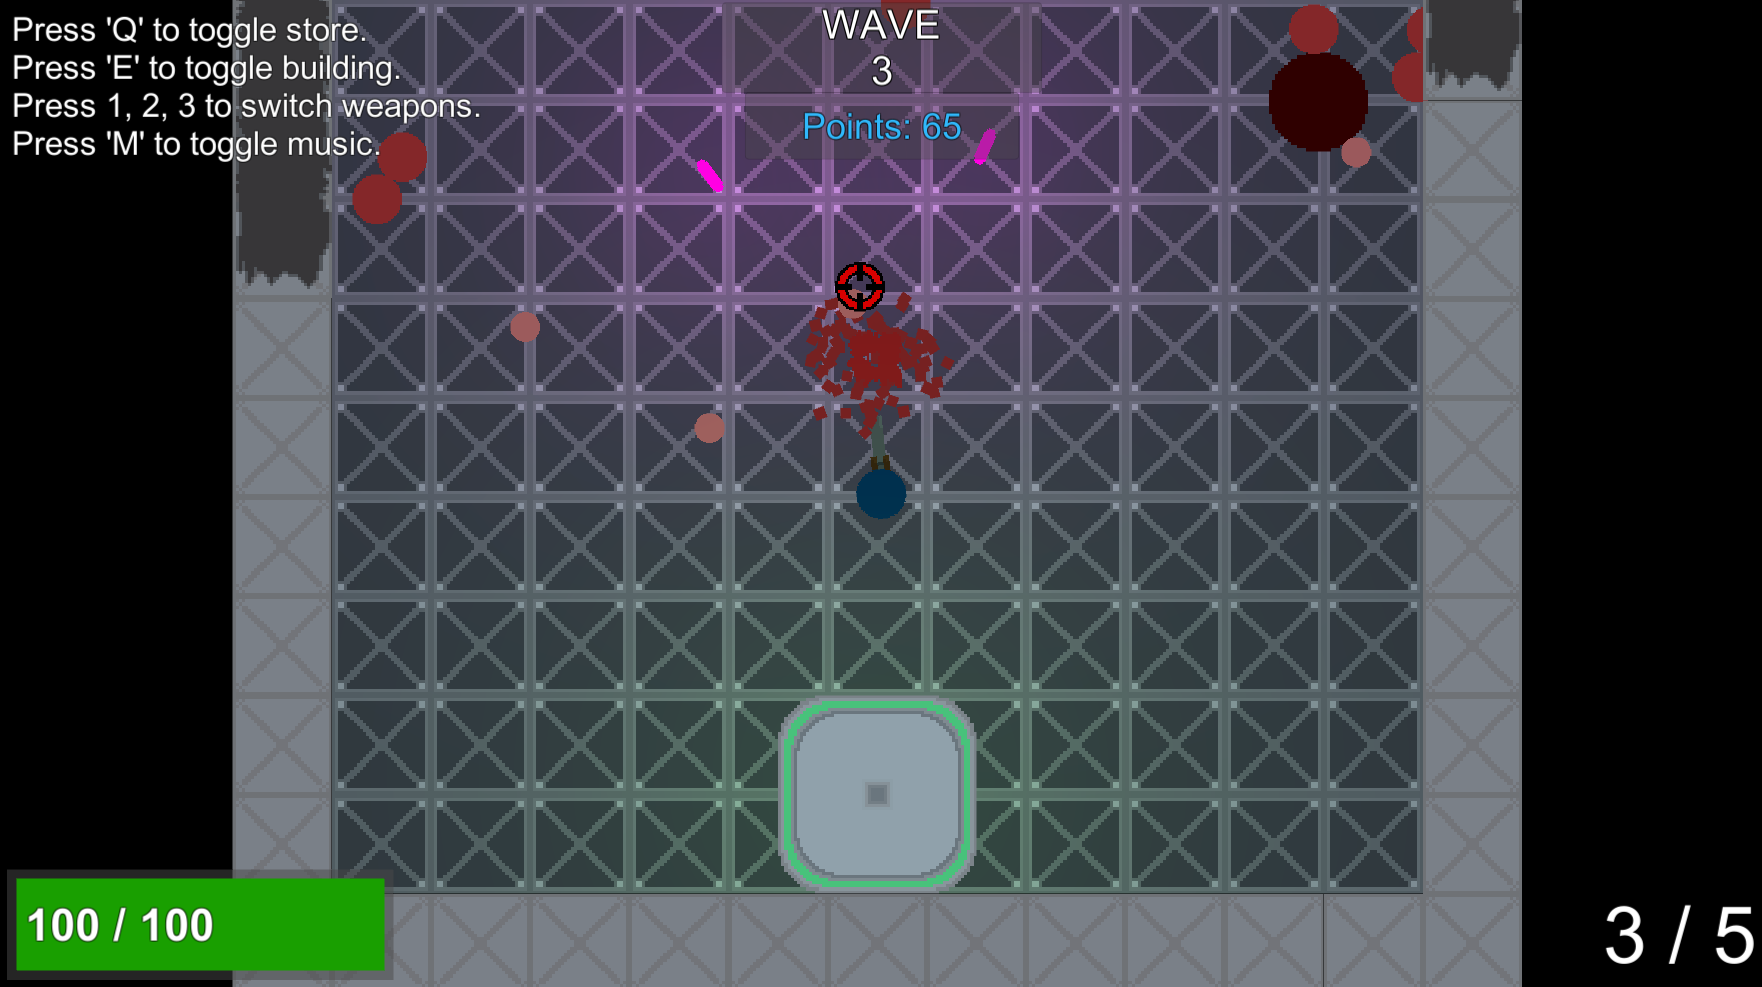 Press 'Q' to toggle store.
Press 'E' to toggle building.
Press 1, 2, 3 to switch weapons.
Press 'M' to toggle music.
WAVE
3
Points: 65
100 / 100
3 / 5